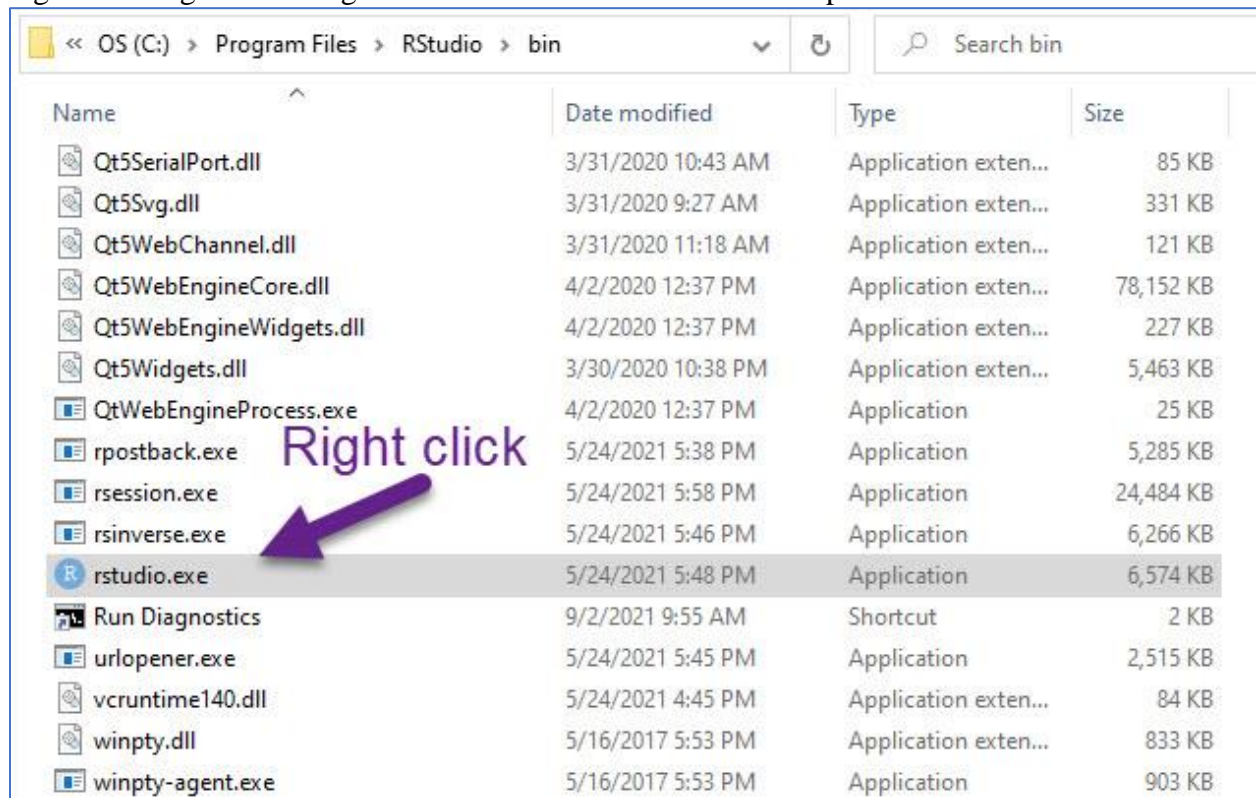 « OS (C:) > Program Files > RStudio > bin Search bin
Name Date modified Type Size
Qt5SerialPort.dll 3/31/2020 10:43 AM Application exten... 85 KB
Qt5Svg.dll 3/31/2020 9:27 AM Application exten... 331 KB
Qt5WebChannel.dll 3/31/2020 11:18 AM Application exten... 121 KB
Qt5WebEngineCore.dll 4/2/2020 12:37 PM Application exten... 78,152 KB
Qt5WebEngineWidgets.dll 4/2/2020 12:37 PM Application exten... 227 KB
Qt5Widgets.dll 3/30/2020 10:38 PM Application exten... 5,463 KB
QtWebEngineProcess.exe 4/2/2020 12:37 PM Application 25 KB
Right click
rpostback.exe 5/24/2021 5:38 PM Application 5,285 KB
rsession.exe 5/24/2021 5:58 PM Application 24,484 KB
rsinverse.exe 5/24/2021 5:46 PM Application 6,266 KB
R rstudio.exe 5/24/2021 5:48 PM Application 6,574 KB
Run Diagnostics 9/2/2021 9:55 AM Shortcut 2 KB
urlopener.exe 5/24/2021 5:45 PM Application 2,515 KB
vcruntime140.dll 5/24/2021 4:45 PM Application exten... 84 KB
winpty.dll 5/16/2017 5:53 PM Application exten... 833 KB
winpty-agent.exe 5/16/2017 5:53 PM Application 903 KB